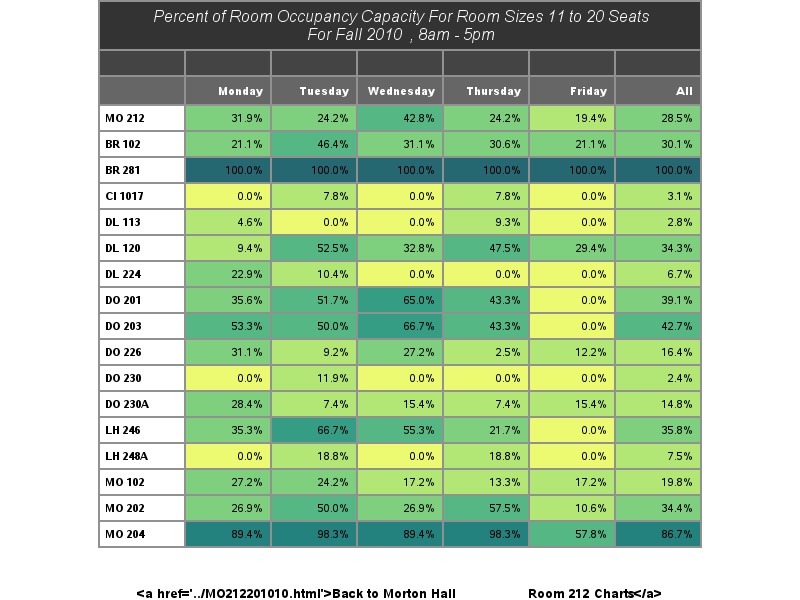 Percent of Room Occupancy Capacity For Room Sizes 11 to 20 Seats
For Fall 2010 , 8am - 5pm
Monday Tuesday Wednesday Thursday Friday All
MO 212 31.9% 24.2% 42.8% 24.2% 19.4% 28.5%
BR 102 21.1% 46.4% 31.1% 30.6% 21.1% 30.1%
BR 281 100.0% 100.0% 100.0% 100.0% 100.0% 100.0%
CI 1017 0.0% 7.8% 0.0% 7.8% 0.0% 3.1%
DL 113 4.6% 0.0% 0.0% 9.3% 0.0% 2.8%
DL 120 9.4% 52.5% 32.8% 47.5% 29.4% 34.3%
DL 224 22.9% 10.4% 0.0% 0.0% 0.0% 6.7%
DO 201 35.6% 51.7% 65.0% 43.3% 0.0% 39.1%
DO 203 53.3% 50.0% 66.7% 43.3% 0.0% 42.7%
DO 226 31.1% 9.2% 27.2% 2.5% 12.2% 16.4%
DO 230 0.0% 11.9% 0.0% 0.0% 0.0% 2.4%
DO 230A 28.4% 7.4% 15.4% 7.4% 15.4% 14.8%
LH 246 35.3% 66.7% 55.3% 21.7% 0.0% 35.8%
LH 248A 0.0% 18.8% 0.0% 18.8% 0.0% 7.5%
MO 102 27.2% 24.2% 17.2% 13.3% 17.2% 19.8%
MO 202 26.9% 50.0% 26.9% 57.5% 10.6% 34.4%
MO 204 89.4% 98.3% 89.4% 98.3% 57.8% 86.7%
<a href='../MO212201010.html'>Back to Morton Hall Room 212 Charts</a>